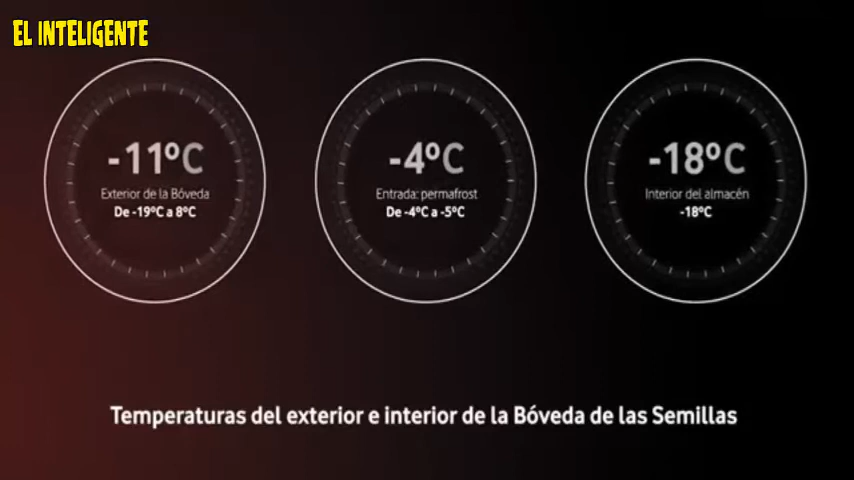 EL INTELIGENTE
-11ºC
Exterior de la Bóveda
De -19ºC a 8ºC
-4ºC
Entrada: permafrost
De -4ºC a -5ºC
-18ºC
Interior del almacén
-18ºC
Temperaturas del exterior e interior de la Bóveda de las Semillas